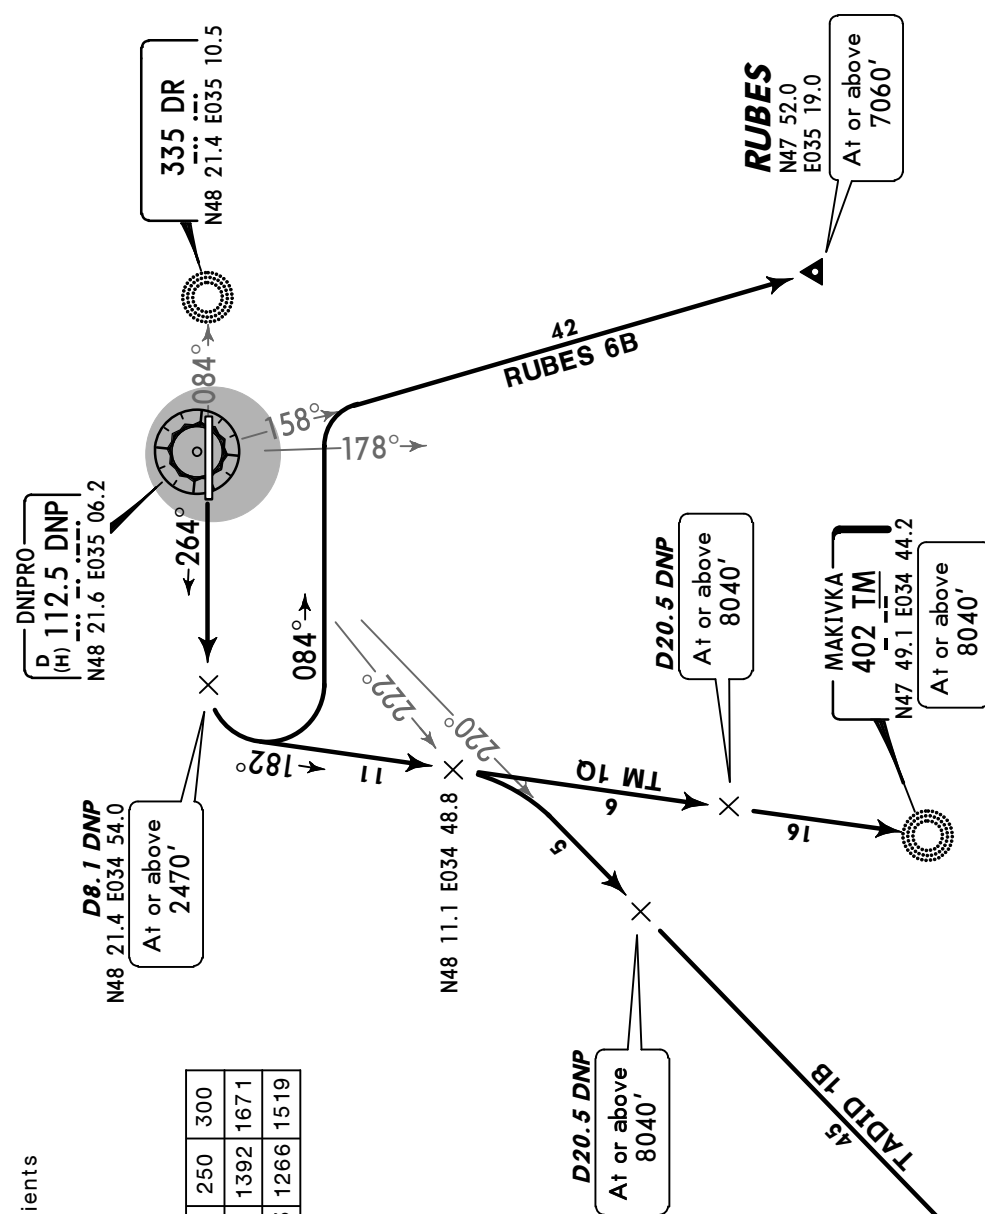 335 DR
N48 21.4 E035 10.5
DNIPRO
D
(H) 112.5 DNP
N48 21.6 E035 06.2
084°
158°
178°
264°
084°
RUBES
N47 52.0
E035 19.0
At or above
7060'
42
RUBES 6B
D8.1 DNP
N48 21.4 E034 54.0
At or above
2470'
182°
11
222°
220°
N48 11.1 E034 48.8
TM 1Q
6
5
16
D20.5 DNP
At or above
8040'
MAKIVKA
402 TM
N47 49.1 E034 44.2
At or above
8040'
D20.5 DNP
At or above
8040'
TADID 1B
45
ients
250 300
1392 1671
1266 1519